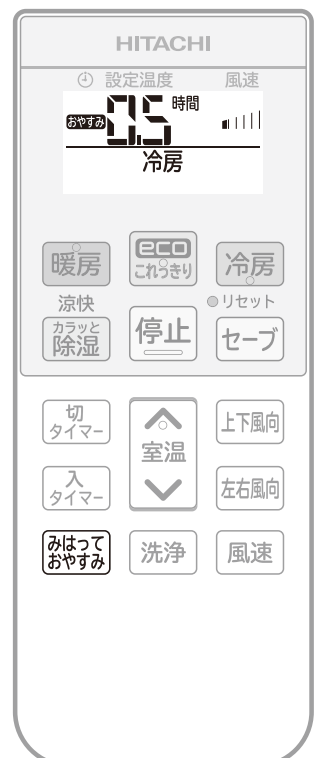 HITACHI
設定温度 風速
おやすみ 0.5 時間
冷房
暖房 eco これっきり 冷房
涼快 リセット
カラッと 除湿 停止 セーブ
切 タイマー 室温 上下風向
入 タイマー 左右風向
みはって おやすみ 洗浄 風速